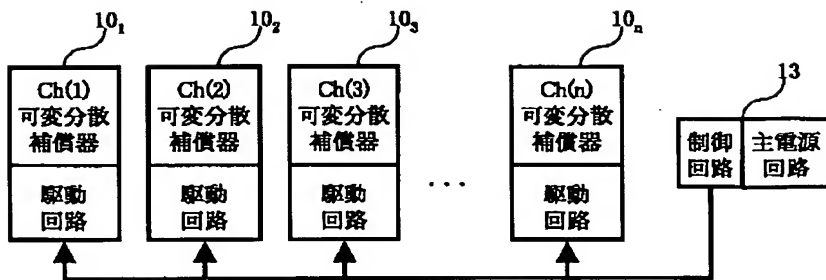 10₁
10₂
10₃
10ₙ
Ch(1)
可変分散
補償器
駆動
回路
Ch(2)
可変分散
補償器
駆動
回路
Ch(3)
可変分散
補償器
駆動
回路
...
Ch(n)
可変分散
補償器
駆動
回路
13
制御
回路
主電源
回路